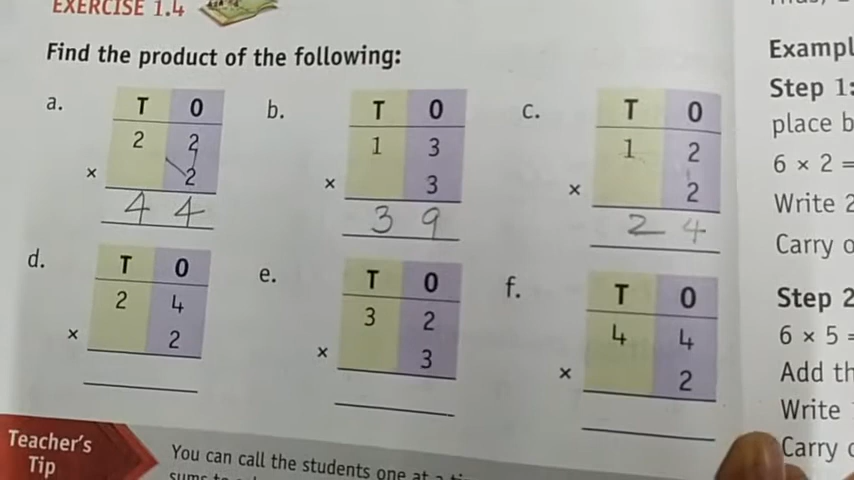 EXERCISE 1.4
Find the product of the following:
a. T O
2 2
× 2
4 4
b. T O
1 3
× 3
3 9
c. T O
1 2
× 2
2 4
d. T O
2 4
× 2
e. T O
3 2
× 3
f. T O
4 4
× 2
Teacher's
Tip
You can call the students one at a
Exampl
Step 1:
place b
6 × 2 =
Write 2
Carry o
Step 2
6 × 5 =
Add th
Write
Carry